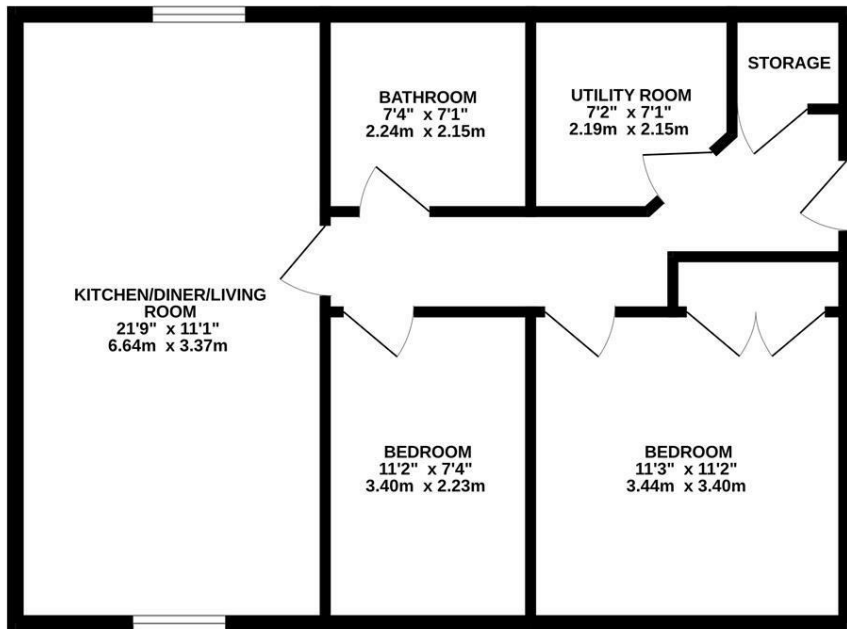 BATHROOM
7'4" x 7'1"
2.24m x 2.15m
UTILITY ROOM
7'2" x 7'1"
2.19m x 2.15m
STORAGE
KITCHEN/DINER/LIVING
ROOM
21'9" x 11'1"
6.64m x 3.37m
BEDROOM
11'2" x 7'4"
3.40m x 2.23m
BEDROOM
11'3" x 11'2"
3.44m x 3.40m